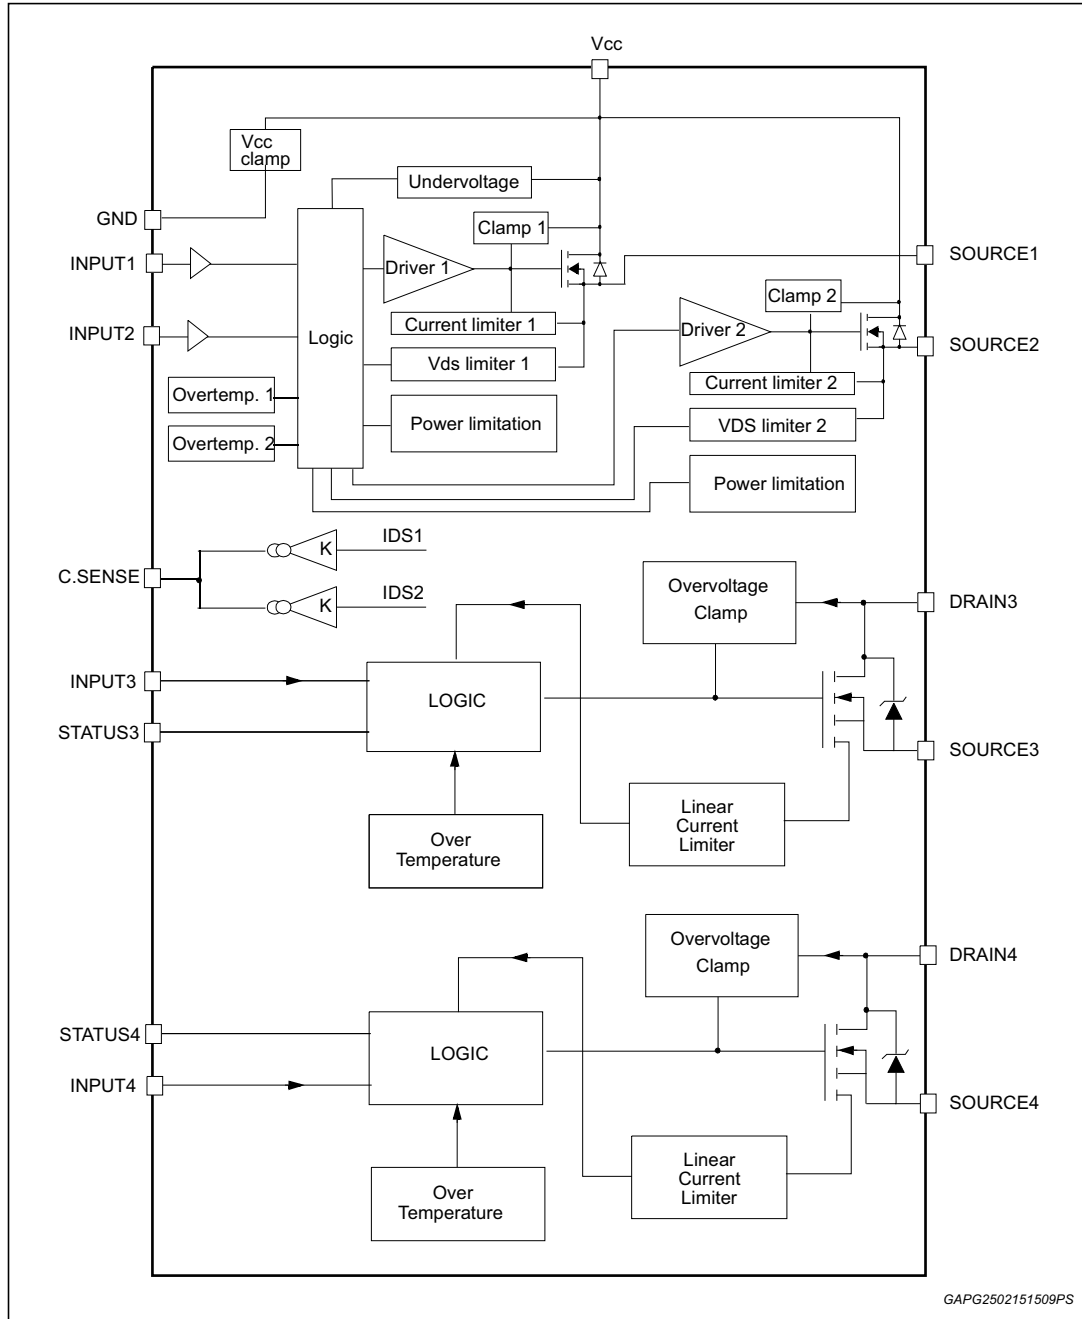 Vcc
Vcc
clamp
Undervoltage
GND
Clamp 1
INPUT1
Driver 1
SOURCE1
Clamp 2
Current limiter 1
INPUT2
Logic
Driver 2
SOURCE2
Vds limiter 1
Current limiter 2
Overtemp. 1
Power limitation
VDS limiter 2
Overtemp. 2
Power limitation
IDS1
K
C.SENSE
IDS2
K
Overvoltage
Clamp
DRAIN3
INPUT3
LOGIC
STATUS3
SOURCE3
Linear
Current
Limiter
Over
Temperature
Overvoltage
Clamp
DRAIN4
STATUS4
LOGIC
INPUT4
SOURCE4
Linear
Current
Limiter
Over
Temperature
GAPG2502151509PS